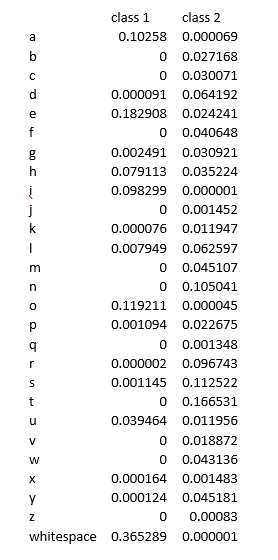 class 1 class 2
a 0.10258 0.000069
b 0 0.027168
c 0 0.030071
d 0.000091 0.064192
e 0.182908 0.024241
f 0 0.040648
g 0.002491 0.030921
h 0.079113 0.035224
i 0.098299 0.000001
j 0 0.001452
k 0.000076 0.011947
l 0.007949 0.062597
m 0 0.045107
n 0 0.105041
o 0.119211 0.000045
p 0.001094 0.022675
q 0 0.001348
r 0.000002 0.096743
s 0.001145 0.112522
t 0 0.166531
u 0.039464 0.011956
v 0 0.018872
w 0 0.043136
x 0.000164 0.001483
y 0.000124 0.045181
z 0 0.00083
whitespace 0.365289 0.000001